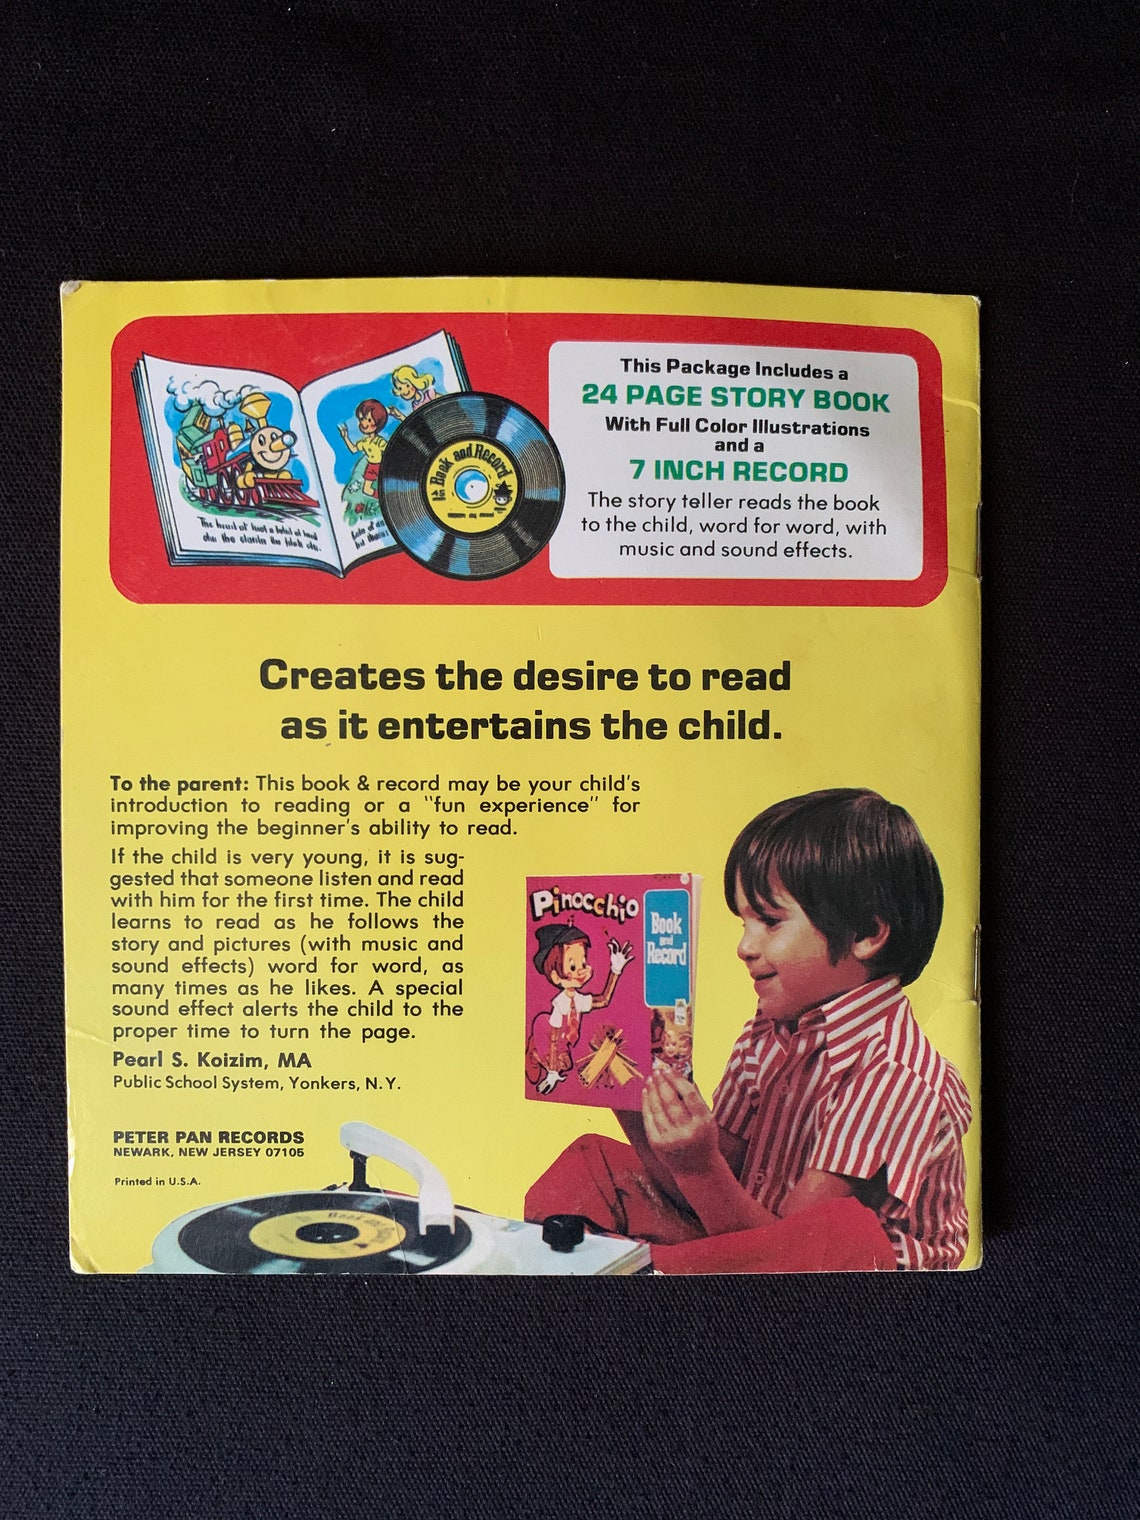 This Package Includes a
24 PAGE STORY BOOK
With Full Color Illustrations
and a
7 INCH RECORD
The story teller reads the book
to the child, word for word, with
music and sound effects.
Book and Record
Creates the desire to read
as it entertains the child.
To the parent: This book & record may be your child's
introduction to reading or a "fun experience" for
improving the beginner's ability to read.
If the child is very young, it is sug-
gested that someone listen and read
with him for the first time. The child
learns to read as he follows the
story and pictures (with music and
sound effects) word for word, as
many times as he likes. A special
sound effect alerts the child to the
proper time to turn the page.
Pearl S. Koizim, MA
Public School System, Yonkers, N.Y.
Pinocchio
Book
and
Record
PETER PAN RECORDS
NEWARK, NEW JERSEY 07105
Printed in U.S.A.